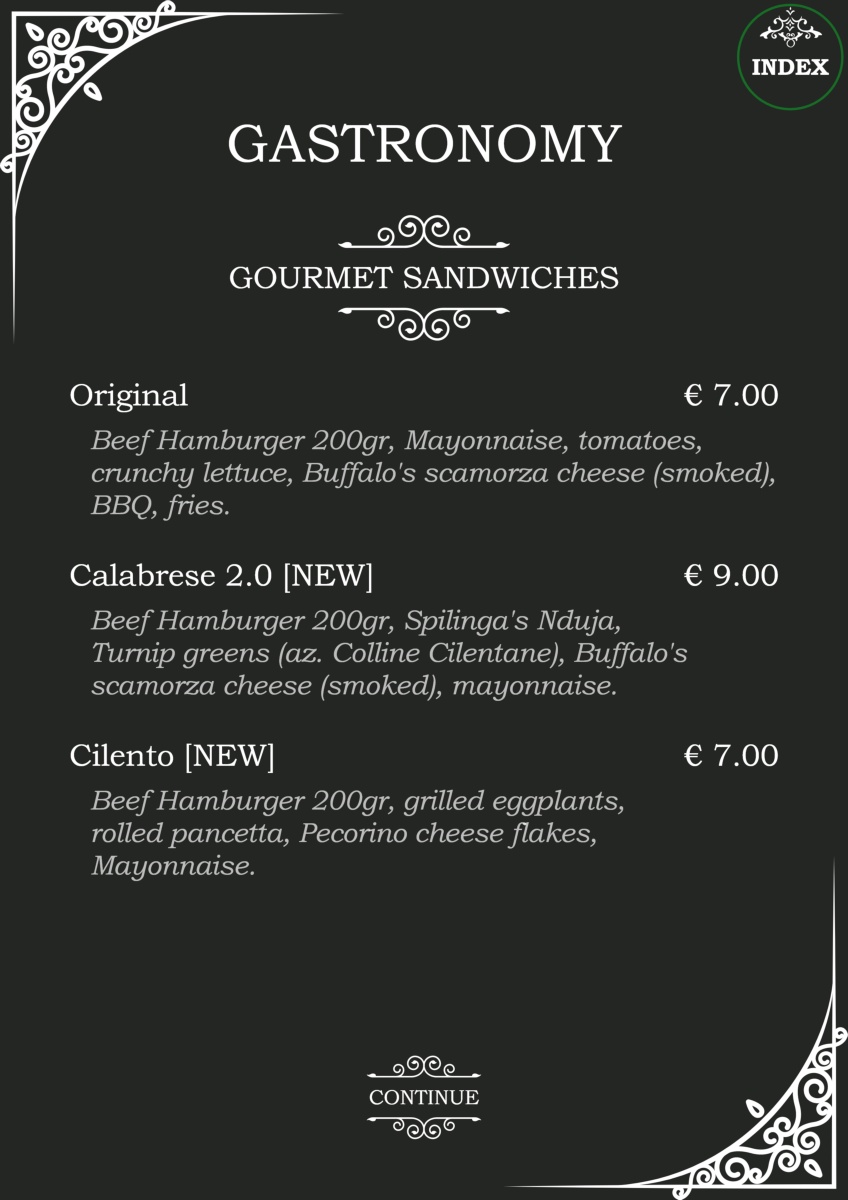 INDEX
GASTRONOMY
GOURMET SANDWICHES
Original € 7.00
Beef Hamburger 200gr, Mayonnaise, tomatoes,
crunchy lettuce, Buffalo's scamorza cheese (smoked),
BBQ, fries.
Calabrese 2.0 [NEW] € 9.00
Beef Hamburger 200gr, Spilinga's Nduja,
Turnip greens (az. Colline Cilentane), Buffalo's
scamorza cheese (smoked), mayonnaise.
Cilento [NEW] € 7.00
Beef Hamburger 200gr, grilled eggplants,
rolled pancetta, Pecorino cheese flakes,
Mayonnaise.
CONTINUE